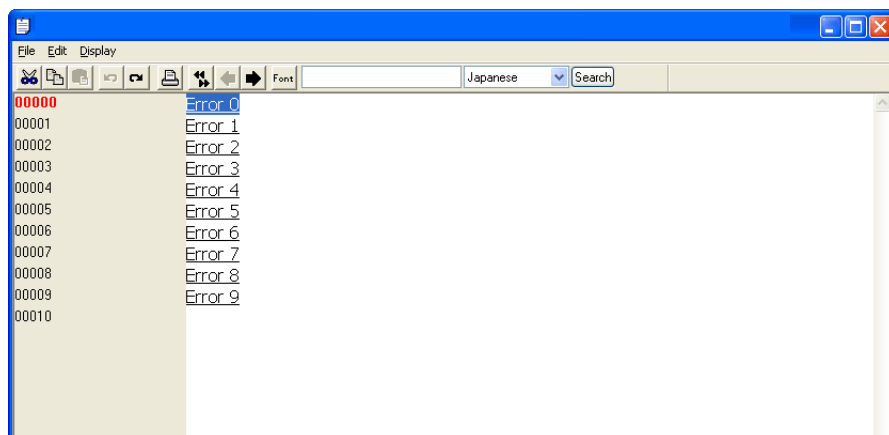 File Edit Display
Font Japanese Search
00000 Error 0
00001 Error 1
00002 Error 2
00003 Error 3
00004 Error 4
00005 Error 5
00006 Error 6
00007 Error 7
00008 Error 8
00009 Error 9
00010